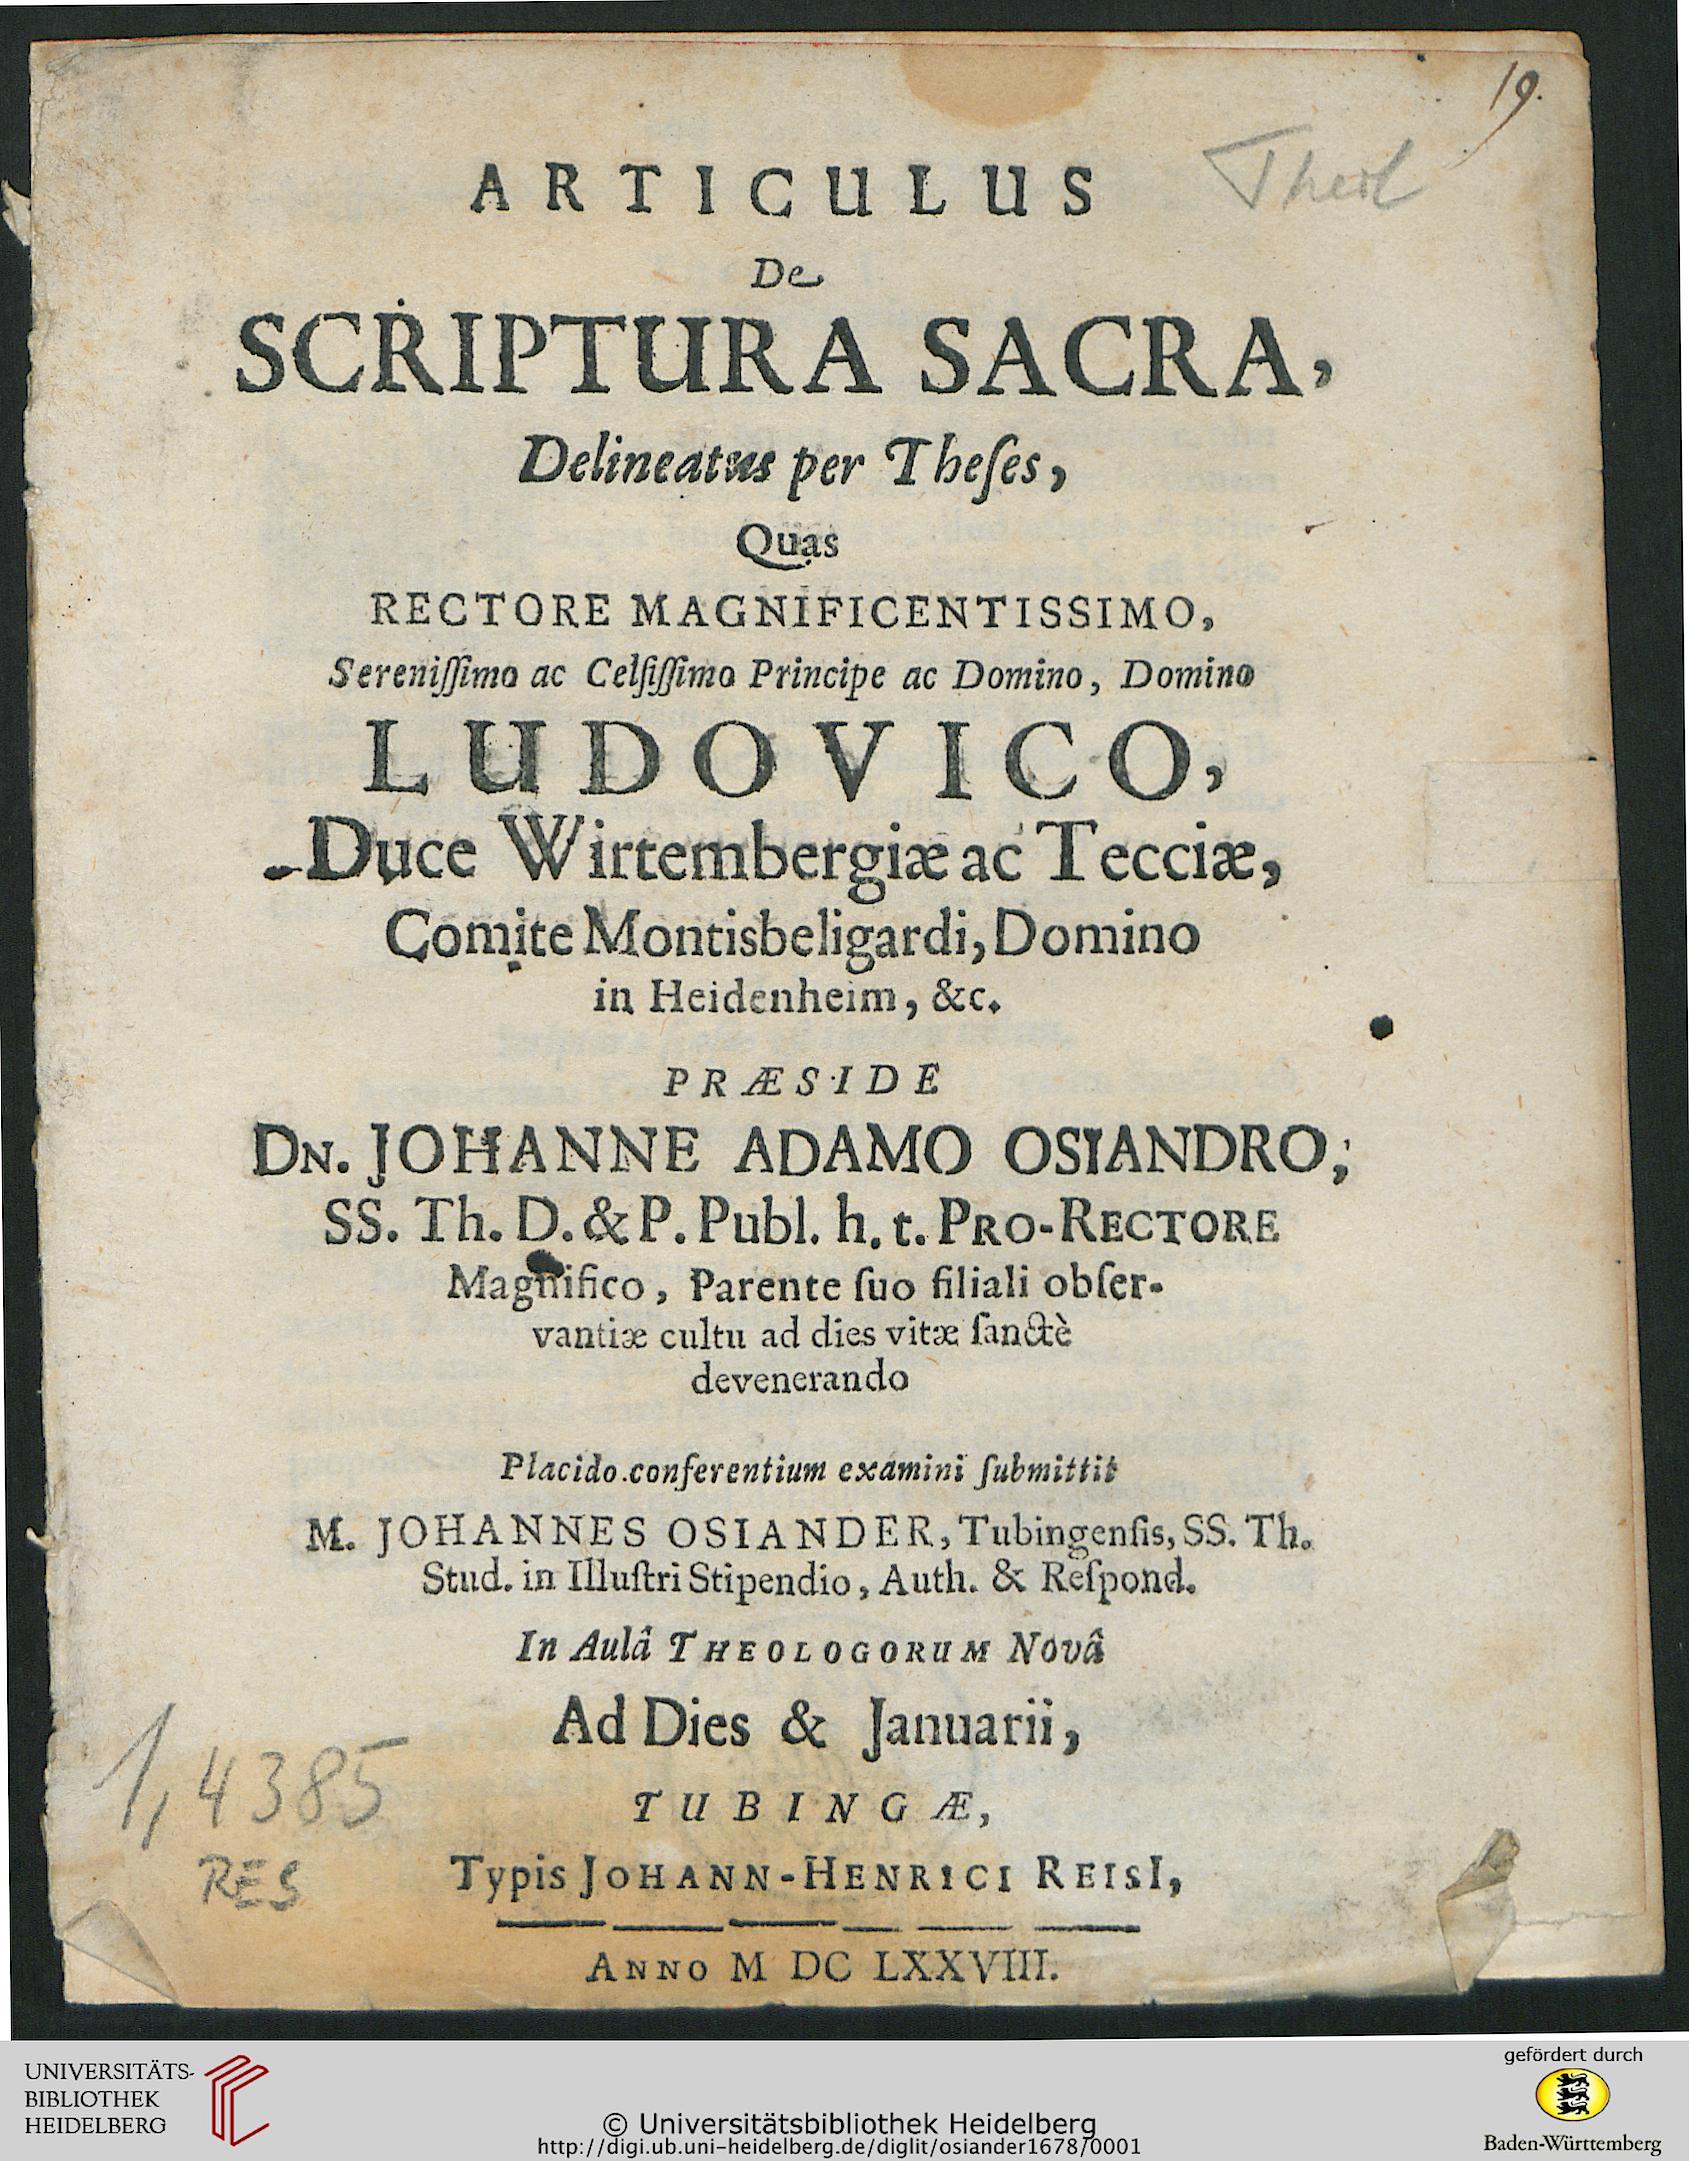 19.
Theol
ARTICULUS
De
SCRIPTURA SACRA,
Delineatus per Theſes,
Quas
RECTORE MAGNIFICENTISSIMO,
Sereniſſimo ac Celſiſſimo Principe ac Domino, Domino
LUDOVICO,
Duce Wirtembergiæ ac Tecciæ,
Comite Montisbeligardi, Domino
in Heidenheim, &c.
PRÆSIDE
DN. JOHANNE ADAMO OSIANDRO,
SS. Th. D. & P. Publ. h. t. PRO-RECTORE
Magnifico, Parente ſuo filiali obſer-
vantiæ cultu ad dies vitæ ſanctè
devenerando
Placido conferentium examini ſubmittit
M. JOHANNES OSIANDER, Tubingenſis, SS. Th.
Stud. in Illuſtri Stipendio, Auth. & Reſpond.
In Aulâ THEOLOGORUM Novâ
Ad Dies & Januarii,
TUBINGÆ,
Typis JOHANN-HENRICI REISI,
ANNO M DC LXXVIII.
1,4385
RES
UNIVERSITÄTS-
BIBLIOTHEK
HEIDELBERG
© Universitätsbibliothek Heidelberg
http://digi.ub.uni-heidelberg.de/diglit/osiander1678/0001
gefördert durch
Baden-Württemberg